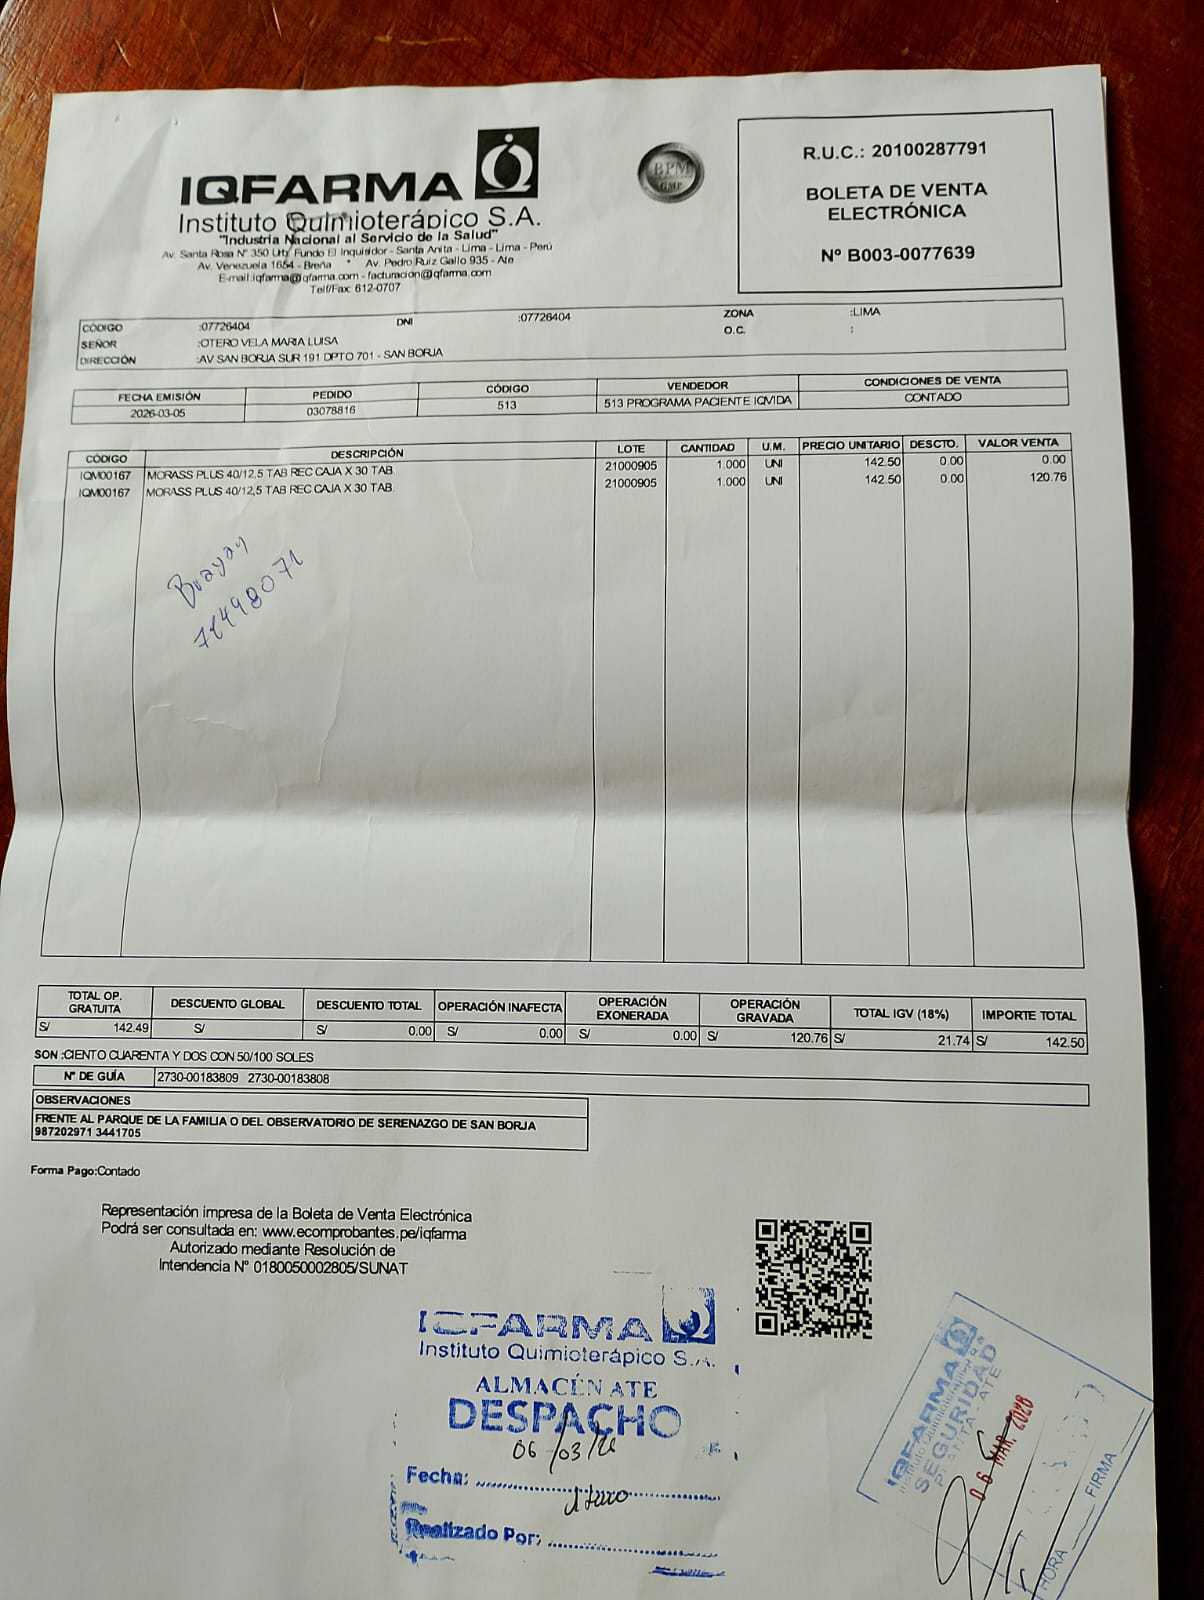 IQFARMA
Instituto Quimioterápico S.A.
"Industria Nacional al Servicio de la Salud"
Av. Santa Rosa N° 350 Urb. Fundo El Inquisidor - Santa Anita - Lima - Lima - Perú
Av. Venezuela 1654 - Breña * Av. Pedro Ruiz Gallo 935 - Ate
E-mail:iqfarma@iqfarma.com - facturacion@iqfarma.com
Telf/Fax: 612-0707
BPM
GMP
R.U.C.: 20100287791
BOLETA DE VENTA
ELECTRÓNICA
Nº B003-0077639
CÓDIGO :07726404 DNI :07726404 ZONA :LIMA
SEÑOR :OTERO VELA MARIA LUISA O.C. :
DIRECCIÓN :AV SAN BORJA SUR 191 DPTO 701 - SAN BORJA
FECHA EMISIÓN PEDIDO CÓDIGO VENDEDOR CONDICIONES DE VENTA
2026-03-05 03078816 513 513 PROGRAMA PACIENTE IQVIDA CONTADO
CÓDIGO DESCRIPCIÓN LOTE CANTIDAD U.M. PRECIO UNITARIO DESCTO. VALOR VENTA
IQM00167 MORASS PLUS 40/12,5 TAB REC CAJA X 30 TAB. 21000905 1.000 UNI 142.50 0.00 0.00
IQM00167 MORASS PLUS 40/12,5 TAB REC CAJA X 30 TAB. 21000905 1.000 UNI 142.50 0.00 120.76
Brayan
TOTAL OP. GRATUITA DESCUENTO GLOBAL DESCUENTO TOTAL OPERACIÓN INAFECTA OPERACIÓN EXONERADA OPERACIÓN GRAVADA TOTAL IGV (18%) IMPORTE TOTAL
S/ 142.49 S/ S/ 0.00 S/ 0.00 S/ 0.00 S/ 120.76 S/ 21.74 S/ 142.50
SON :CIENTO CUARENTA Y DOS CON 50/100 SOLES
Nº DE GUÍA 2730-00183809 2730-00183808
OBSERVACIONES
FRENTE AL PARQUE DE LA FAMILIA O DEL OBSERVATORIO DE SERENAZGO DE SAN BORJA
987202971 3441705
Forma Pago:Contado
Representación impresa de la Boleta de Venta Electrónica
Podrá ser consultada en: www.ecomprobantes.pe/iqfarma
Autorizado mediante Resolución de
Intendencia N° 0180050002805/SUNAT
IQFARMA
Instituto Quimioterápico S.A.
ALMACÉN ATE
DESPACHO
06/03/26
Fecha:
Realizado Por:
IQFARMA
Instituto Quimioterápico
SEGURIDAD
PLANTA - ATE
06 MAR. 2026
HORA FIRMA